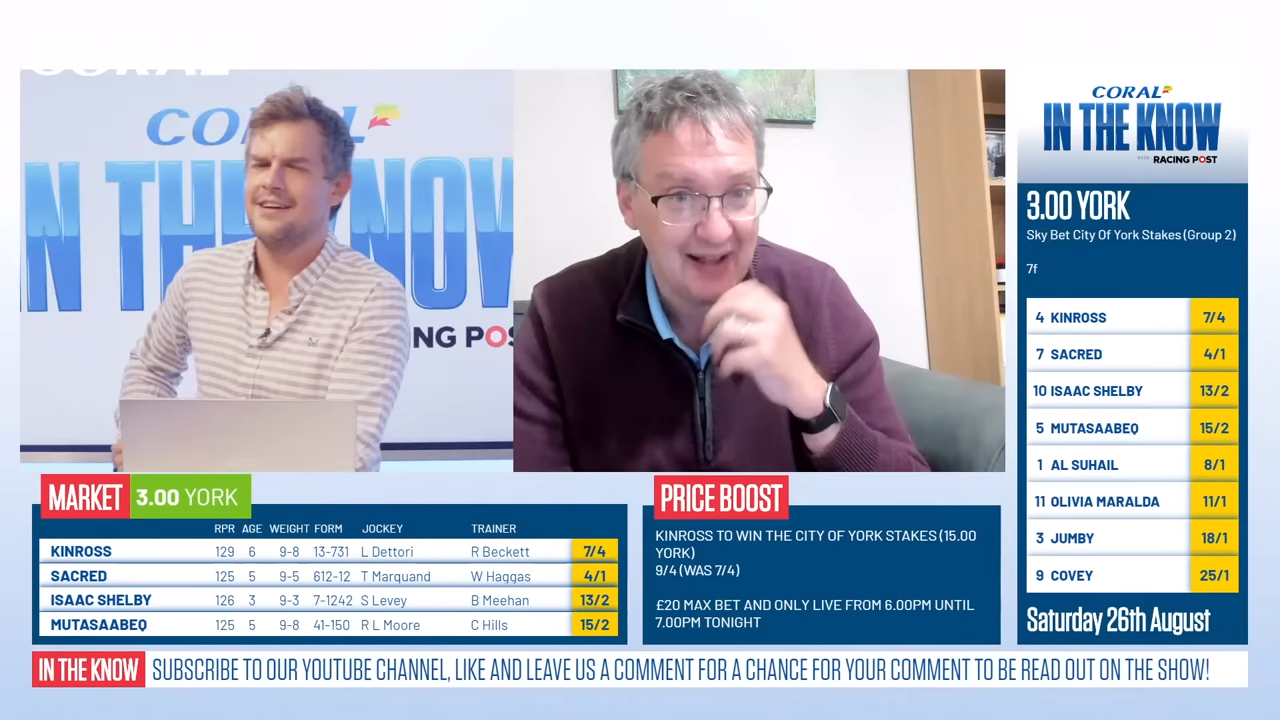 CORAL
CORAL
IN THE KNOW
NG POS
CORAL
IN THE KNOW
WITH RACING POST
3.00 YORK
Sky Bet City Of York Stakes (Group 2)
7f
4 KINROSS 7/4
7 SACRED 4/1
10 ISAAC SHELBY 13/2
5 MUTASAABEQ 15/2
1 AL SUHAIL 8/1
11 OLIVIA MARALDA 11/1
3 JUMBY 18/1
9 COVEY 25/1
Saturday 26th August
MARKET 3.00 YORK
RPR AGE WEIGHT FORM JOCKEY TRAINER
KINROSS 129 6 9-8 13-731 L Dettori R Beckett 7/4
SACRED 125 5 9-5 612-12 T Marquand W Haggas 4/1
ISAAC SHELBY 126 3 9-3 7-1242 S Levey B Meehan 13/2
MUTASAABEQ 125 5 9-8 41-150 R L Moore C Hills 15/2
PRICE BOOST
KINROSS TO WIN THE CITY OF YORK STAKES (15.00
YORK)
9/4 (WAS 7/4)
£20 MAX BET AND ONLY LIVE FROM 6.00PM UNTIL
7.00PM TONIGHT
IN THE KNOW SUBSCRIBE TO OUR YOUTUBE CHANNEL, LIKE AND LEAVE US A COMMENT FOR A CHANCE FOR YOUR COMMENT TO BE READ OUT ON THE SHOW!